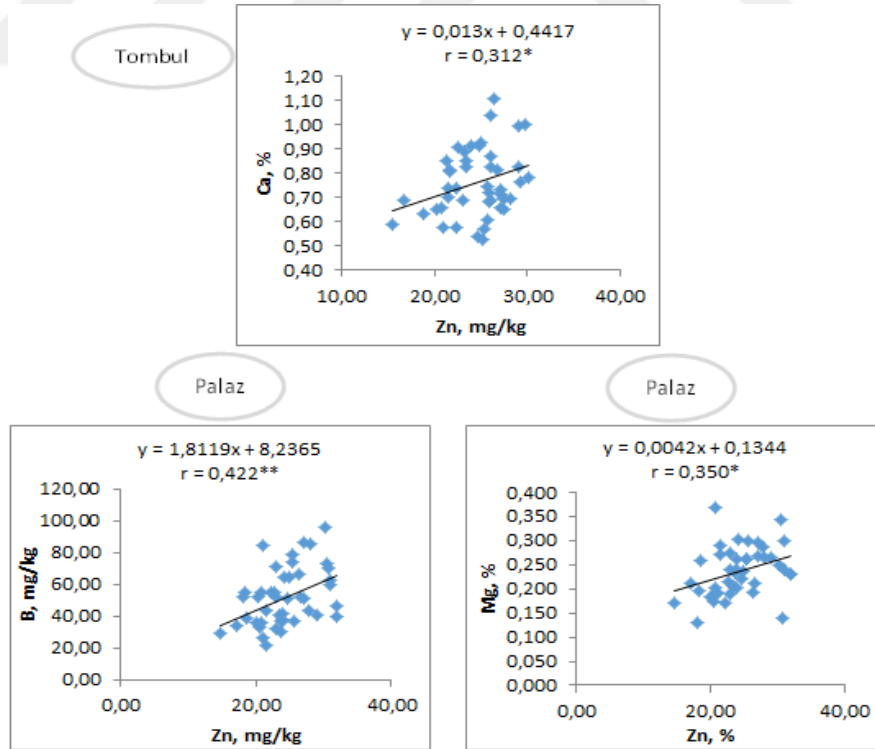 Tombul
y = 0,013x + 0,4417
r = 0,312*
Ca, %
1,20
1,10
1,00
0,90
0,80
0,70
0,60
0,50
0,40
10,00 20,00 30,00 40,00
Zn, mg/kg
Palaz
y = 1,8119x + 8,2365
r = 0,422**
B, mg/kg
120,00
100,00
80,00
60,00
40,00
20,00
0,00
0,00 20,00 40,00
Zn, mg/kg
Palaz
y = 0,0042x + 0,1344
r = 0,350*
Mg, %
0,400
0,350
0,300
0,250
0,200
0,150
0,100
0,050
0,000
0,00 20,00 40,00
Zn, %